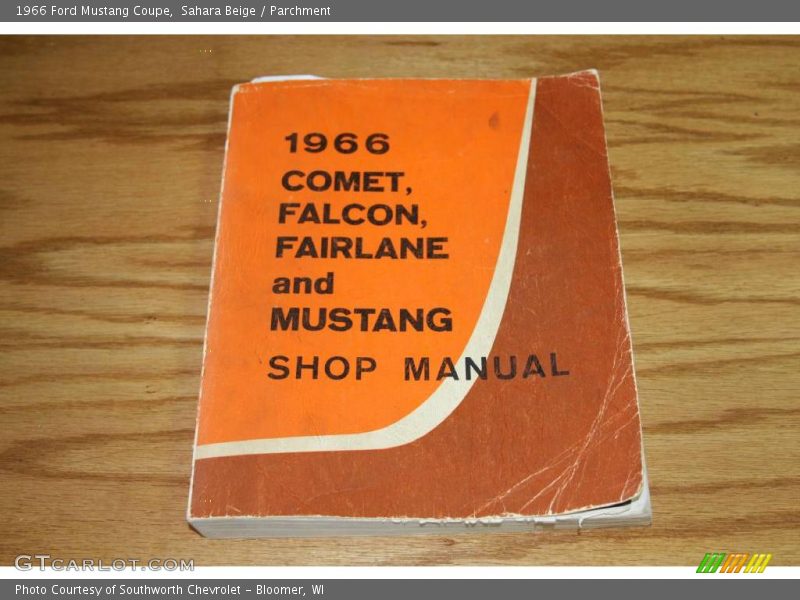 1966 Ford Mustang Coupe, Sahara Beige / Parchment
1966
COMET,
FALCON,
FAIRLANE
and
MUSTANG
SHOP MANUAL
GTCARLOT.COM
Photo Courtesy of Southworth Chevrolet - Bloomer, WI